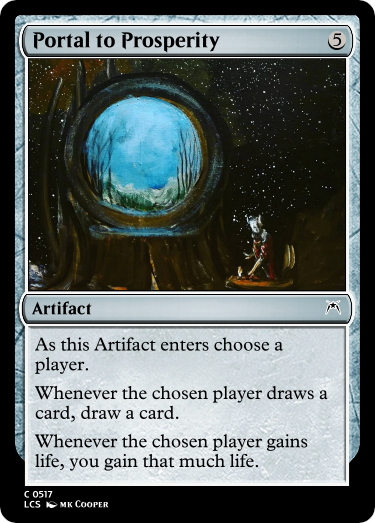 Portal to Prosperity 5
Artifact
As this Artifact enters choose a
player.
Whenever the chosen player draws a
card, draw a card.
Whenever the chosen player gains
life, you gain that much life.
C 0517
LCS MK COOPER